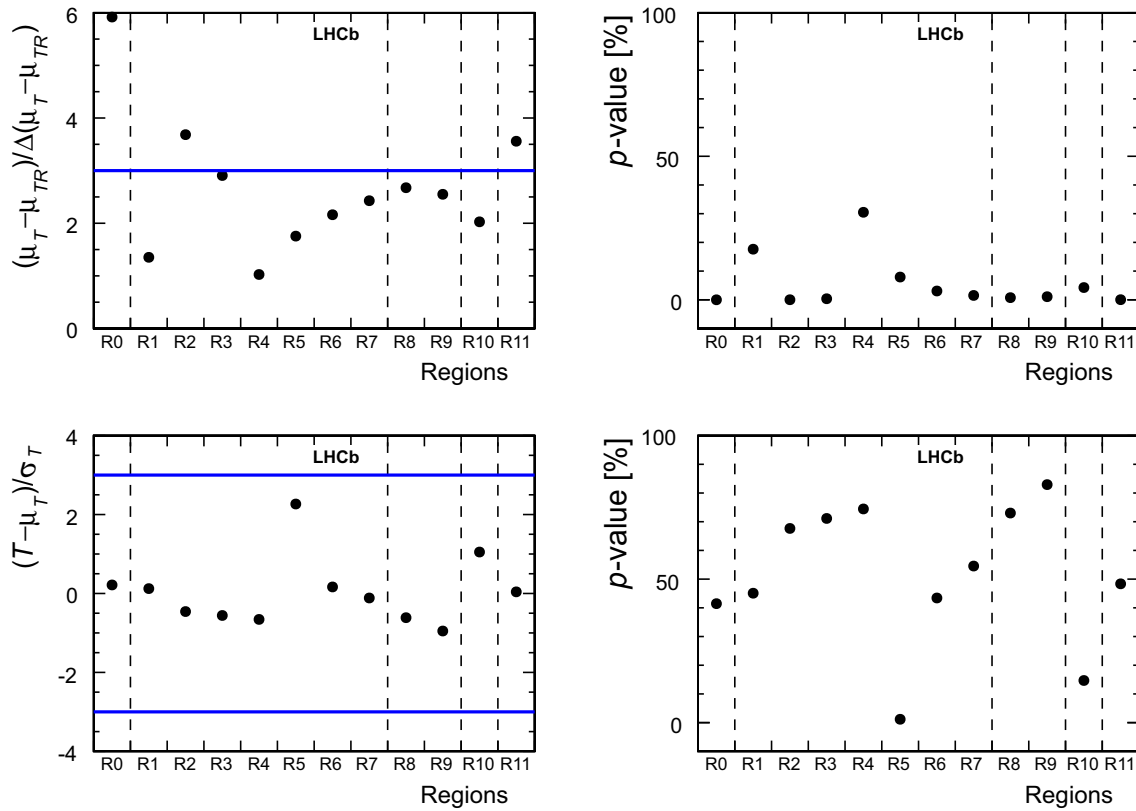 (μ_T−μ_TR)/Δ(μ_T−μ_TR)
6
4
2
0
LHCb
R0 R1 R2 R3 R4 R5 R6 R7 R8 R9 R10 R11
Regions
p-value [%]
100
50
0
LHCb
R0 R1 R2 R3 R4 R5 R6 R7 R8 R9 R10 R11
Regions
(T−μ_T)/σ_T
4
2
0
-2
-4
LHCb
R0 R1 R2 R3 R4 R5 R6 R7 R8 R9 R10 R11
Regions
p-value [%]
100
50
0
LHCb
R0 R1 R2 R3 R4 R5 R6 R7 R8 R9 R10 R11
Regions